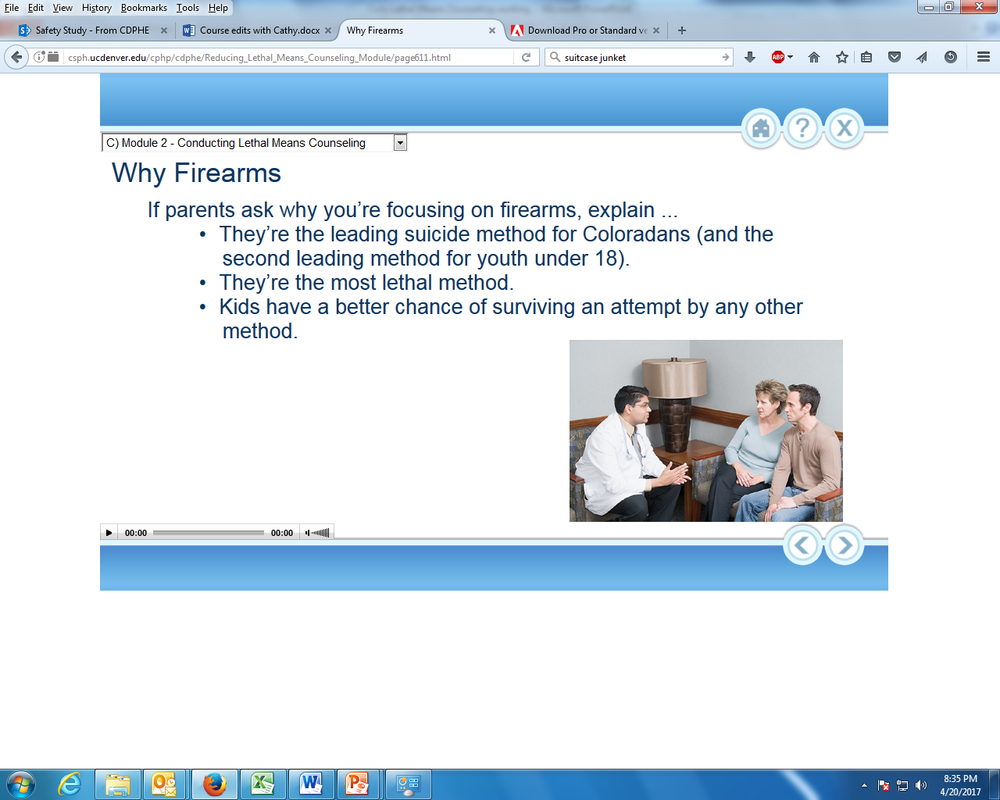 File Edit View History Bookmarks Tools Help
Safety Study - From CDPHE
Course edits with Cathy.docx
Why Firearms
Download Pro or Standard ve
csph.ucdenver.edu/cphp/cdphe/Reducing_Lethal_Means_Counseling_Module/page611.html
suitcase junket
ABP
C) Module 2 - Conducting Lethal Means Counseling
Why Firearms
If parents ask why you’re focusing on firearms, explain ...
• They’re the leading suicide method for Coloradans (and the
second leading method for youth under 18).
• They’re the most lethal method.
• Kids have a better chance of surviving an attempt by any other
method.
00:00 00:00
8:35 PM
4/20/2017